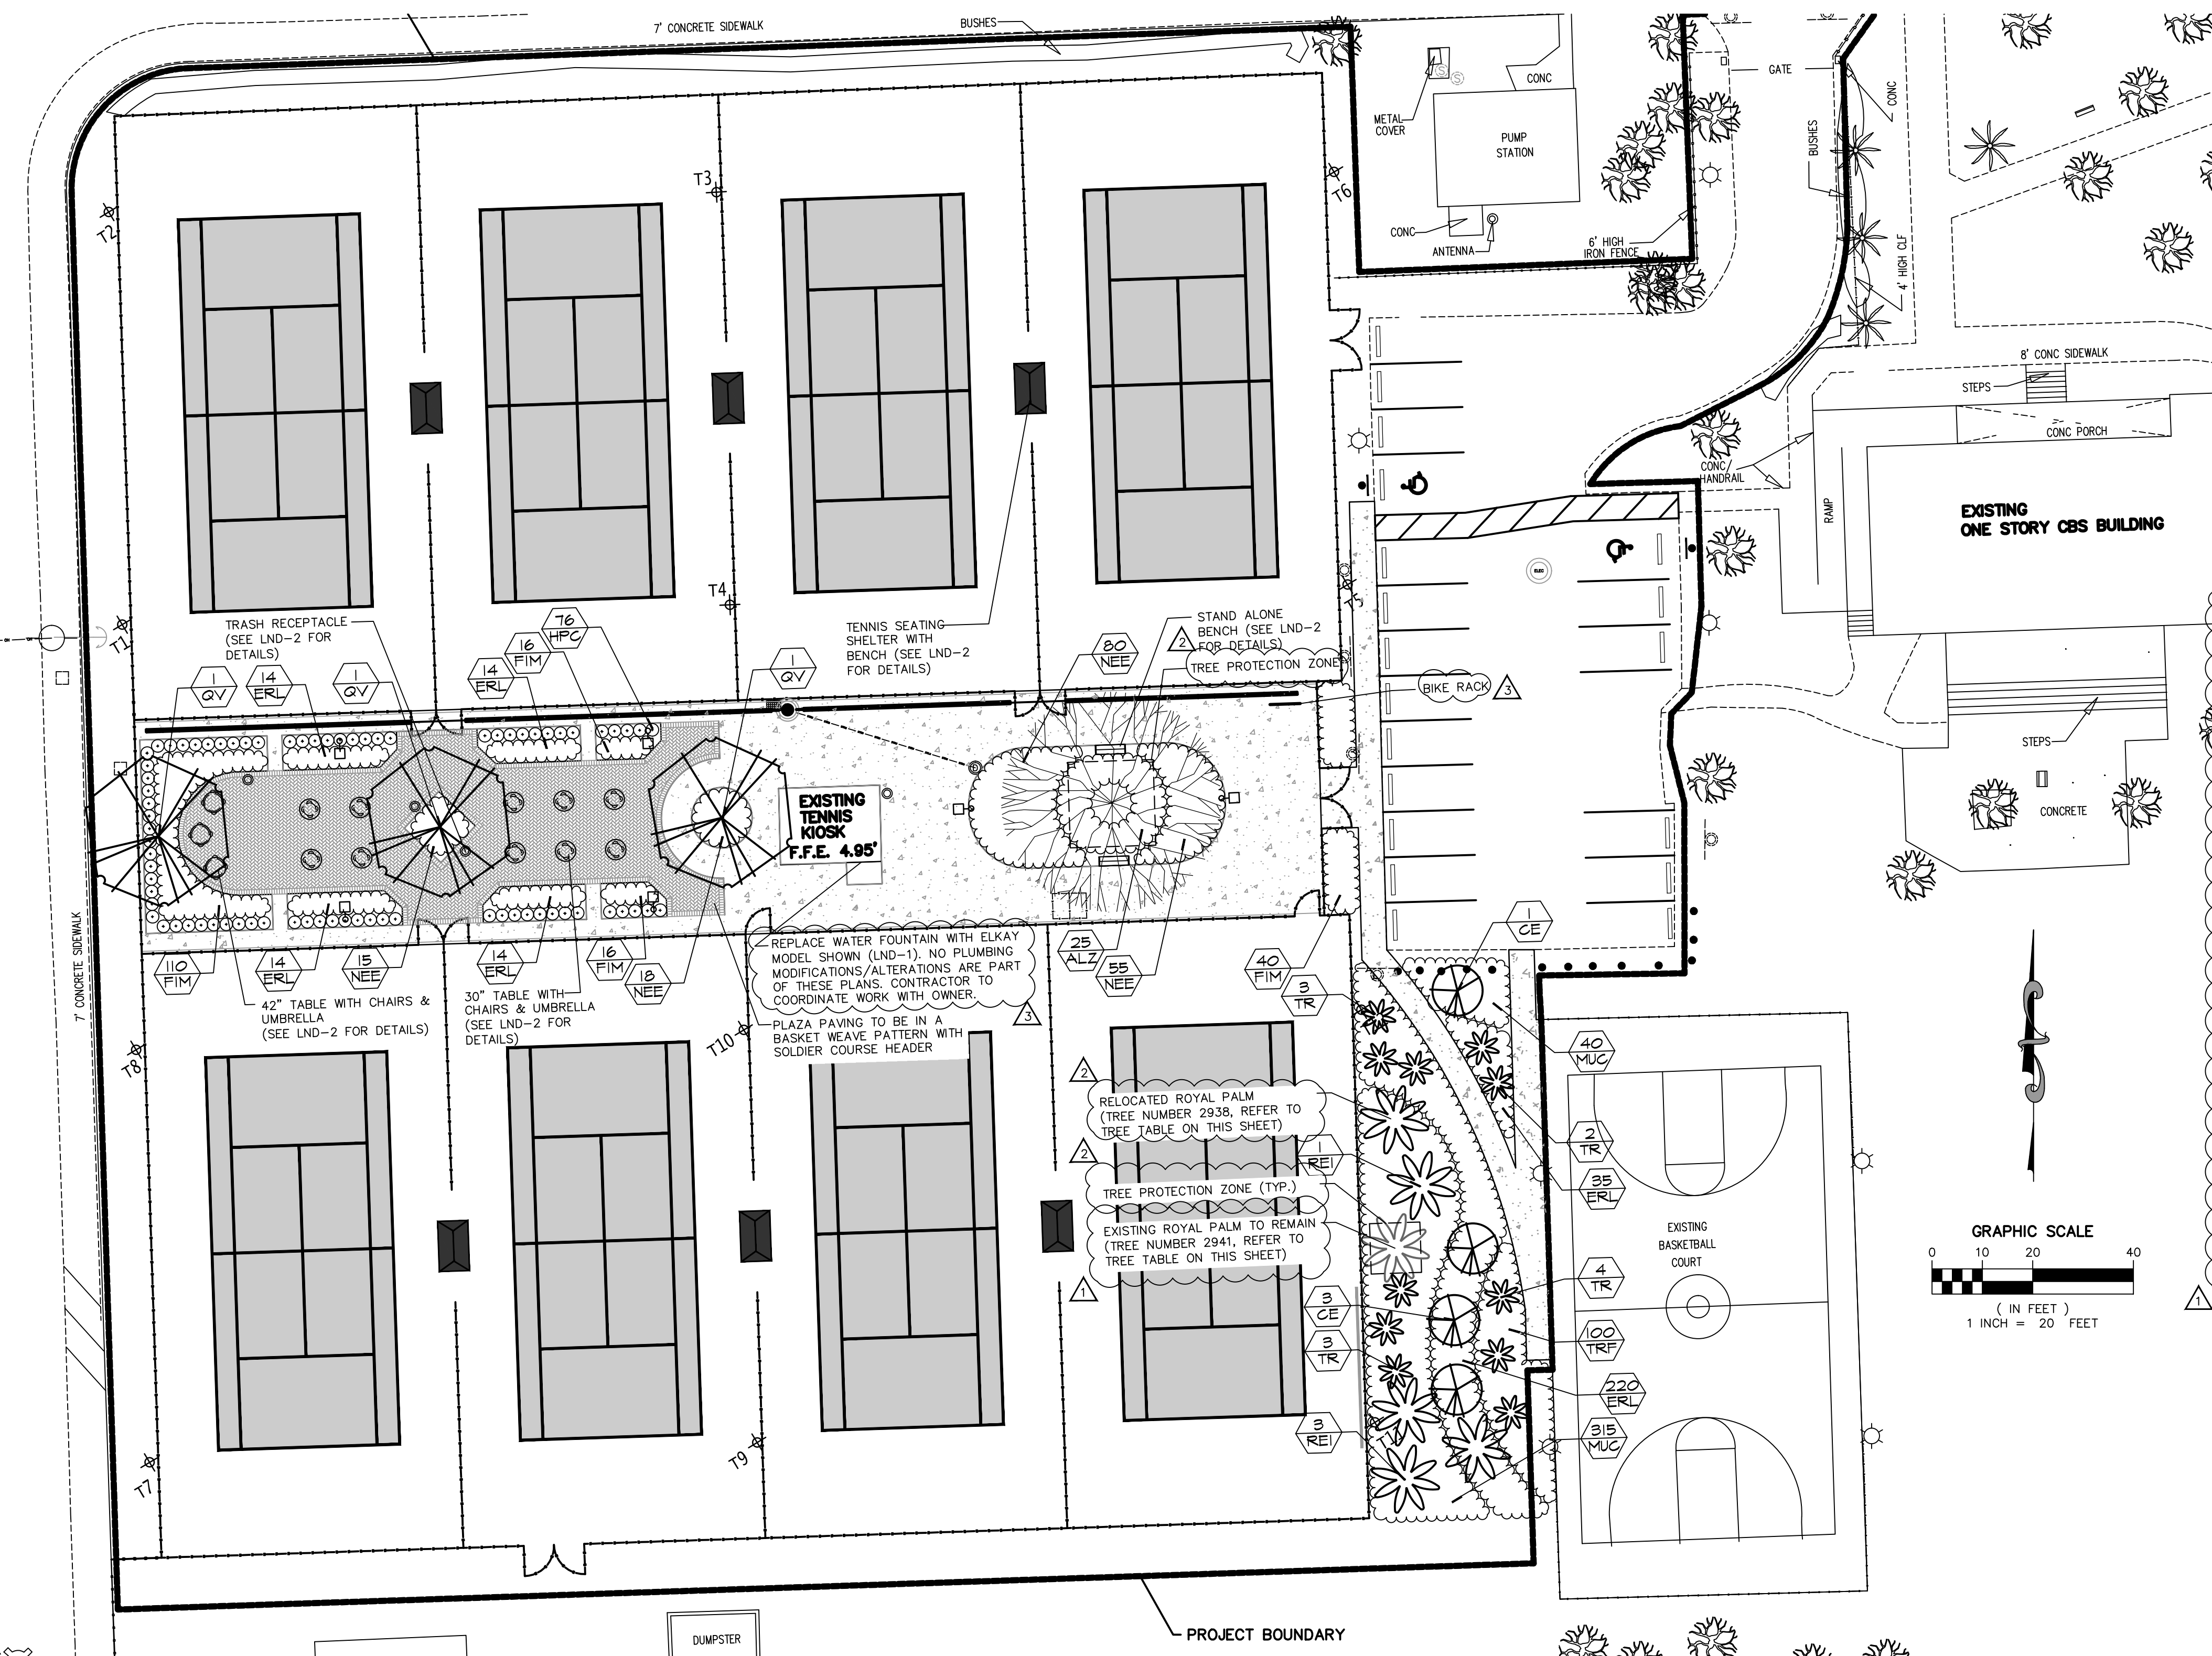 7' CONCRETE SIDEWALK
BUSHES
METAL
COVER
CONC
PUMP
STATION
CONC
ANTENNA
6' HIGH
IRON FENCE
GATE
BUSHES
CONC
4' HIGH CLF
8' CONC SIDEWALK
STEPS
CONC PORCH
CONC
HANDRAIL
RAMP
EXISTING
ONE STORY CBS BUILDING
STEPS
CONCRETE
T2
T3
T6
T1
T4
T5
ELEC
TRASH RECEPTACLE
(SEE LND-2 FOR
DETAILS)
1
QV
14
ERL
1
QV
14
ERL
16
FIM
76
HPC
1
QV
TENNIS SEATING
SHELTER WITH
BENCH (SEE LND-2
FOR DETAILS)
80
NEE
2
STAND ALONE
BENCH (SEE LND-2
FOR DETAILS)
TREE PROTECTION ZONE
BIKE RACK
3
EXISTING
TENNIS
KIOSK
F.F.E. 4.95'
7' CONCRETE SIDEWALK
110
FIM
14
ERL
15
NEE
14
ERL
16
FIM
18
NEE
42" TABLE WITH CHAIRS &
UMBRELLA
(SEE LND-2 FOR DETAILS)
30" TABLE WITH
CHAIRS & UMBRELLA
(SEE LND-2 FOR
DETAILS)
REPLACE WATER FOUNTAIN WITH ELKAY
MODEL SHOWN (LND-1). NO PLUMBING
MODIFICATIONS/ALTERATIONS ARE PART
OF THESE PLANS. CONTRACTOR TO
COORDINATE WORK WITH OWNER.
3
PLAZA PAVING TO BE IN A
BASKET WEAVE PATTERN WITH
SOLDIER COURSE HEADER
25
ALZ
55
NEE
40
FIM
3
TR
1
CE
40
MUC
2
TR
35
ERL
4
TR
100
TRF
220
ERL
315
MUC
T8
T10
2
RELOCATED ROYAL PALM
(TREE NUMBER 2938, REFER TO
TREE TABLE ON THIS SHEET)
1
REI
2
TREE PROTECTION ZONE (TYP.)
EXISTING ROYAL PALM TO REMAIN
(TREE NUMBER 2941, REFER TO
TREE TABLE ON THIS SHEET)
1
3
CE
3
TR
3
REI
T7
T9
EXISTING
BASKETBALL
COURT
GRAPHIC SCALE
0 10 20 40
( IN FEET )
1 INCH = 20 FEET
1
DUMPSTER
PROJECT BOUNDARY